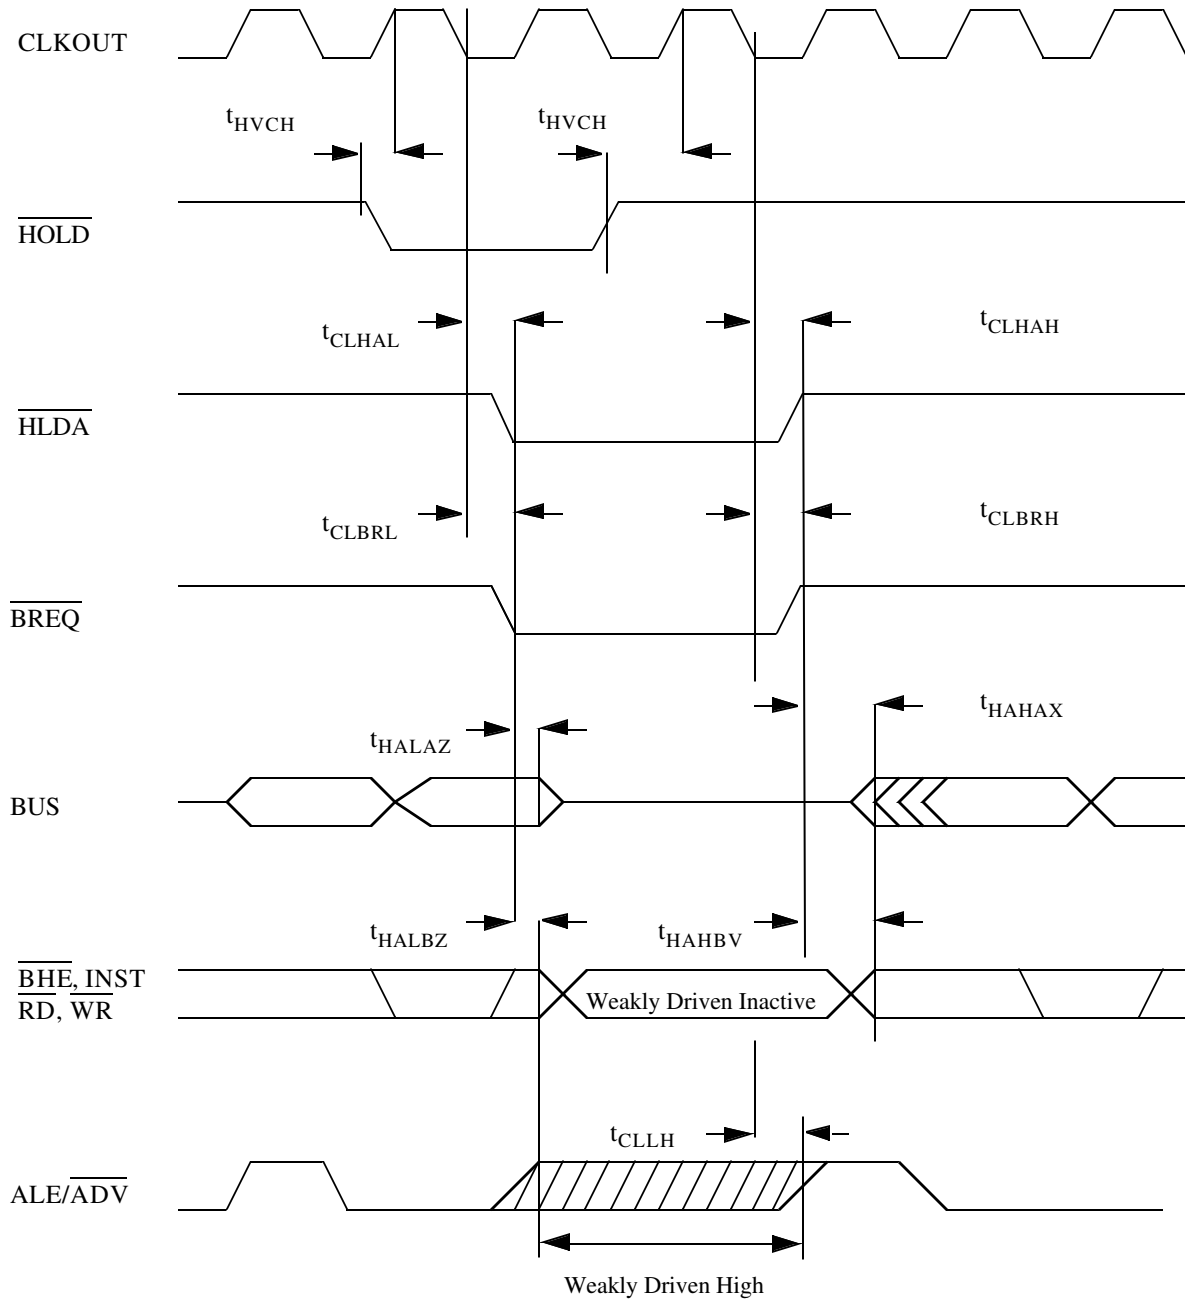 CLKOUT
tHVCH tHVCH
HOLD
tCLHAL tCLHAH
HLDA
tCLBRL tCLBRH
BREQ
tHAHAX
tHALAZ
BUS
tHALBZ tHAHBV
BHE, INST
RD, WR
Weakly Driven Inactive
tCLLH
ALE/ADV
Weakly Driven High